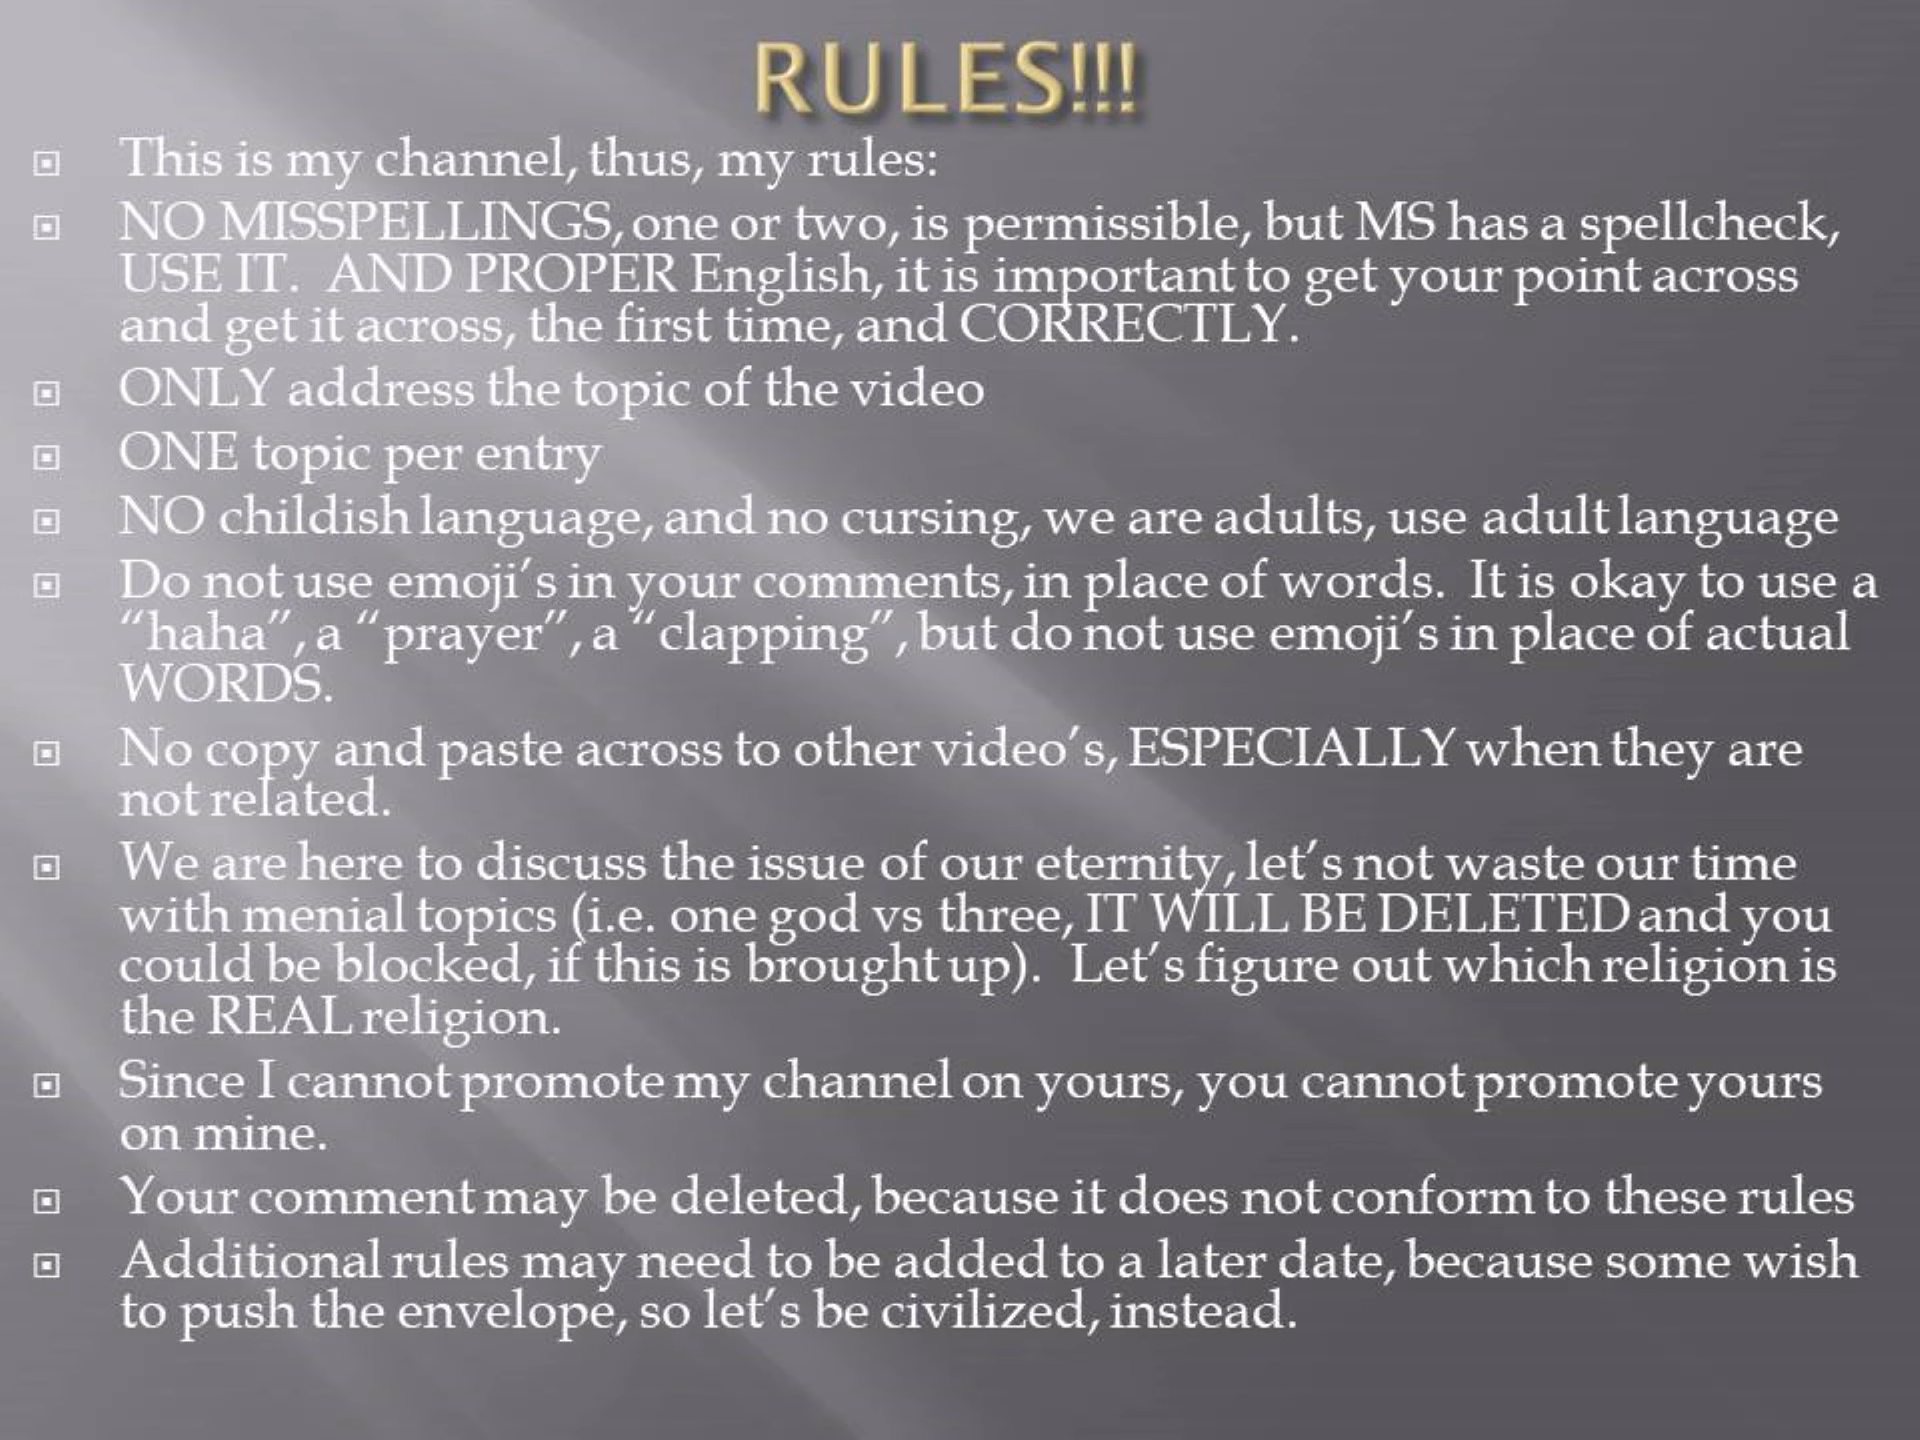 RULES!!!
This is my channel, thus, my rules:
NO MISSPELLINGS, one or two, is permissible, but MS has a spellcheck,
USE IT.  AND PROPER English, it is important to get your point across
and get it across, the first time, and CORRECTLY.
ONLY address the topic of the video
ONE topic per entry
NO childish language, and no cursing, we are adults, use adult language
Do not use emoji’s in your comments, in place of words.  It is okay to use a
“haha”, a “prayer”, a “clapping”, but do not use emoji’s in place of actual
WORDS.
No copy and paste across to other video’s, ESPECIALLY when they are
not related.
We are here to discuss the issue of our eternity, let’s not waste our time
with menial topics (i.e. one god vs three, IT WILL BE DELETED and you
could be blocked, if this is brought up).  Let’s figure out which religion is
the REAL religion.
Since I cannot promote my channel on yours, you cannot promote yours
on mine.
Your comment may be deleted, because it does not conform to these rules
Additional rules may need to be added to a later date, because some wish
to push the envelope, so let’s be civilized, instead.